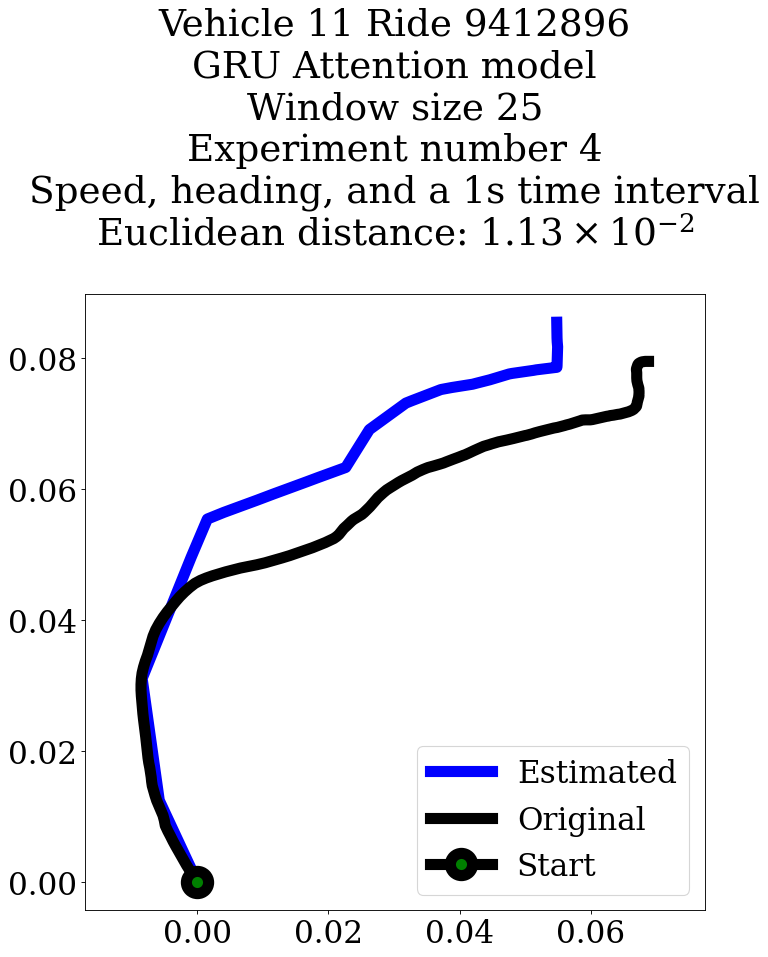 Vehicle 11 Ride 9412896
GRU Attention model
Window size 25
Experiment number 4
Speed, heading, and a 1s time interval
Euclidean distance: 1.13 × 10⁻²
0.08
0.06
0.04
0.02
0.00
Estimated
Original
Start
0.00 0.02 0.04 0.06